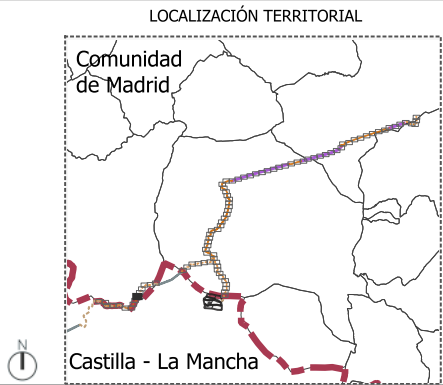 LOCALIZACIÓN TERRITORIAL
Comunidad
de Madrid
N
Castilla - La Mancha